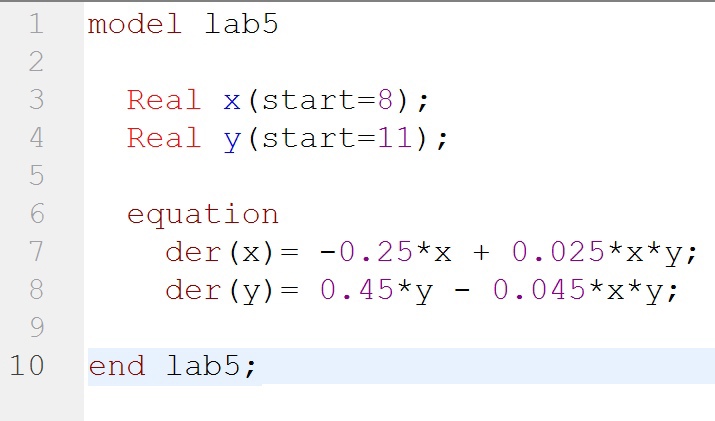 1 model lab5
2
3 Real x(start=8);
4 Real y(start=11);
5
6 equation
7 der(x)= -0.25*x + 0.025*x*y;
8 der(y)= 0.45*y - 0.045*x*y;
9
10 end lab5;